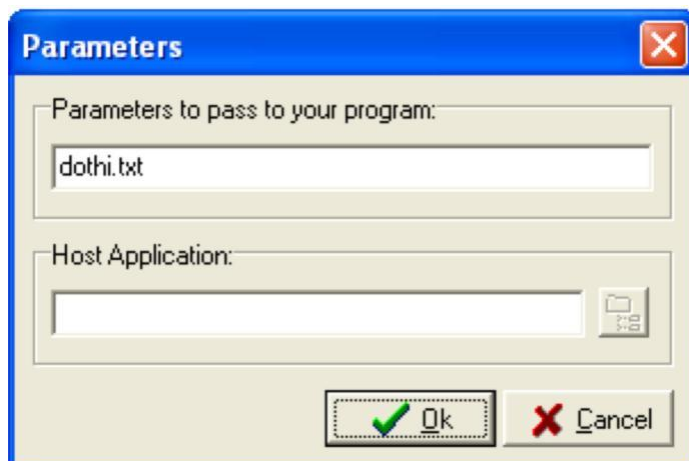 Parameters
Parameters to pass to your program:
dothi.txt
Host Application:
Ok
Cancel